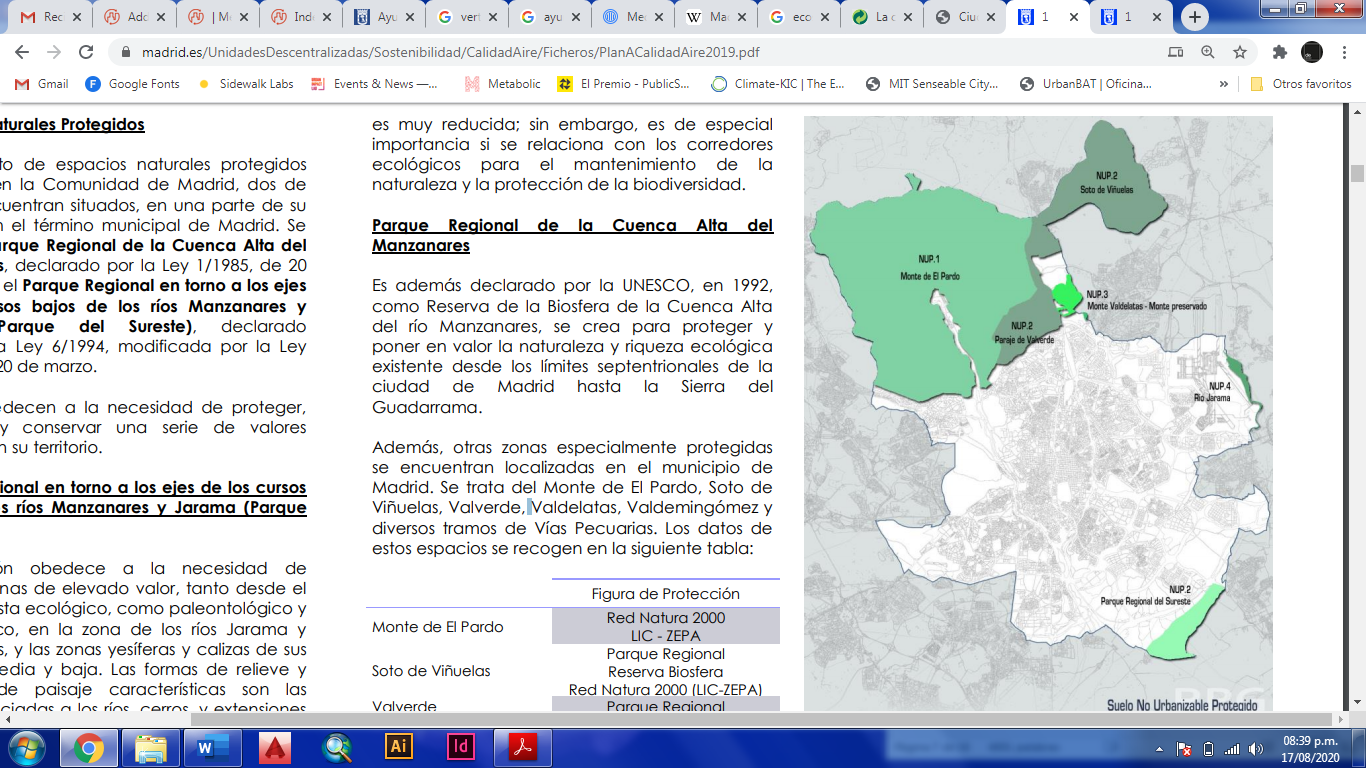 Rec
Add
| M
Ind
Ayu
vert
ayu
Med
Mad
eco
La c
Ciu
1
1
madrid.es/UnidadesDescentralizadas/Sostenibilidad/CalidadAire/Ficheros/PlanACalidadAire2019.pdf
Gmail
Google Fonts
Sidewalk Labs
Events & News —...
Metabolic
El Premio - PublicS...
Climate-KIC | The E...
MIT Senseable City...
UrbanBAT | Oficina...
»
Otros favoritos
aturales Protegidos
to de espacios naturales protegidos
en la Comunidad de Madrid, dos de
cuentran situados, en una parte de su
n el término municipal de Madrid. Se
arque Regional de la Cuenca Alta del
s, declarado por la Ley 1/1985, de 20
el Parque Regional en torno a los ejes
sos bajos de los ríos Manzanares y
Parque del Sureste), declarado
a Ley 6/1994, modificada por la Ley
20 de marzo.
edecen a la necesidad de proteger,
y conservar una serie de valores
n su territorio.
ional en torno a los ejes de los cursos
s ríos Manzanares y Jarama (Parque
on obedece a la necesidad de
nas de elevado valor, tanto desde el
sta ecológico, como paleontológico y
co, en la zona de los ríos Jarama y
s, y las zonas yesíferas y calizas de sus
edia y baja. Las formas de relieve y
de paisaje características son las
ciadas a los ríos, cerros, y extensiones
es muy reducida; sin embargo, es de especial
importancia si se relaciona con los corredores
ecológicos para el mantenimiento de la
naturaleza y la protección de la biodiversidad.
Parque Regional de la Cuenca Alta del
Manzanares
Es además declarado por la UNESCO, en 1992,
como Reserva de la Biosfera de la Cuenca Alta
del río Manzanares, se crea para proteger y
poner en valor la naturaleza y riqueza ecológica
existente desde los límites septentrionales de la
ciudad de Madrid hasta la Sierra del
Guadarrama.
Además, otras zonas especialmente protegidas
se encuentran localizadas en el municipio de
Madrid. Se trata del Monte de El Pardo, Soto de
Viñuelas, Valverde, Valdelatas, Valdemingómez y
diversos tramos de Vías Pecuarias. Los datos de
estos espacios se recogen en la siguiente tabla:
Figura de Protección
Monte de El Pardo
Red Natura 2000
LIC - ZEPA
Soto de Viñuelas
Parque Regional
Reserva Biosfera
Red Natura 2000 (LIC-ZEPA)
Valverde
Parque Regional
NUP.2
Soto de Viñuelas
NUP.1
Monte de El Pardo
NUP.3
Monte Valdelatas - Monte preservado
NUP.2
Paraje de Valverde
NUP.4
Río Jarama
NUP.2
Parque Regional del Sureste
Suelo No Urbanizable Protegido
W
Ai
Id
08:39 p.m.
17/08/2020